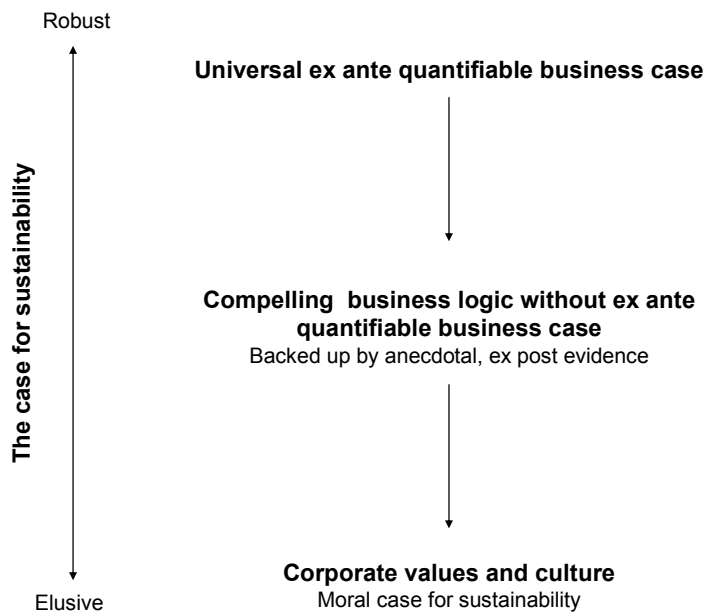 Robust
Universal ex ante quantifiable business case
The case for sustainability
Compelling business logic without ex ante
quantifiable business case
Backed up by anecdotal, ex post evidence
Corporate values and culture
Moral case for sustainability
Elusive